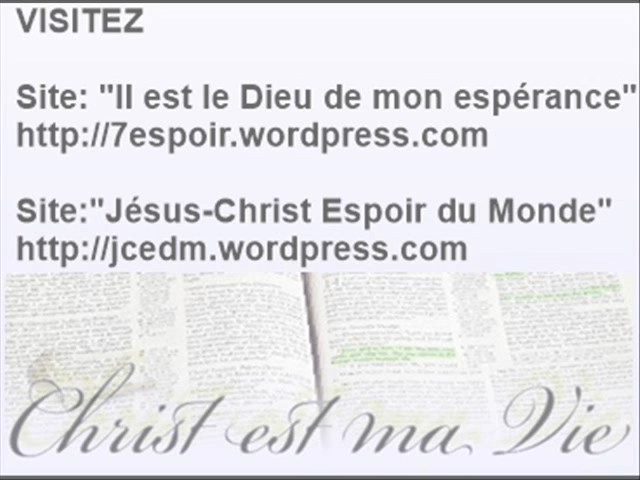 VISITEZ
Site: "Il est le Dieu de mon espérance"
http://7espoir.wordpress.com
Site:"Jésus-Christ Espoir du Monde"
http://jcedm.wordpress.com
Christ est ma Vie